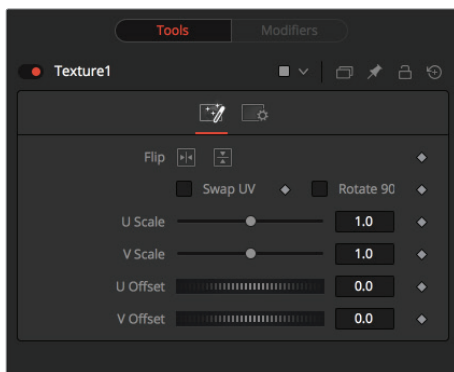 Tools Modifiers
Texture1
Flip
Swap UV Rotate 90
U Scale 1.0
V Scale 1.0
U Offset 0.0
V Offset 0.0